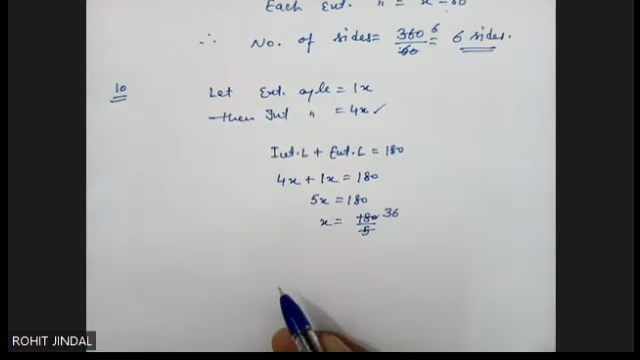 Each Ext. " = x = 60
∴ No. of sides = 360/60 6 = 6 sides.
10 Let Ext. angle = 1x
then Int " = 4x ✓
Int.∠ + Ext.∠ = 180
4x + 1x = 180
5x = 180
x = 180/5 36
ROHIT JINDAL